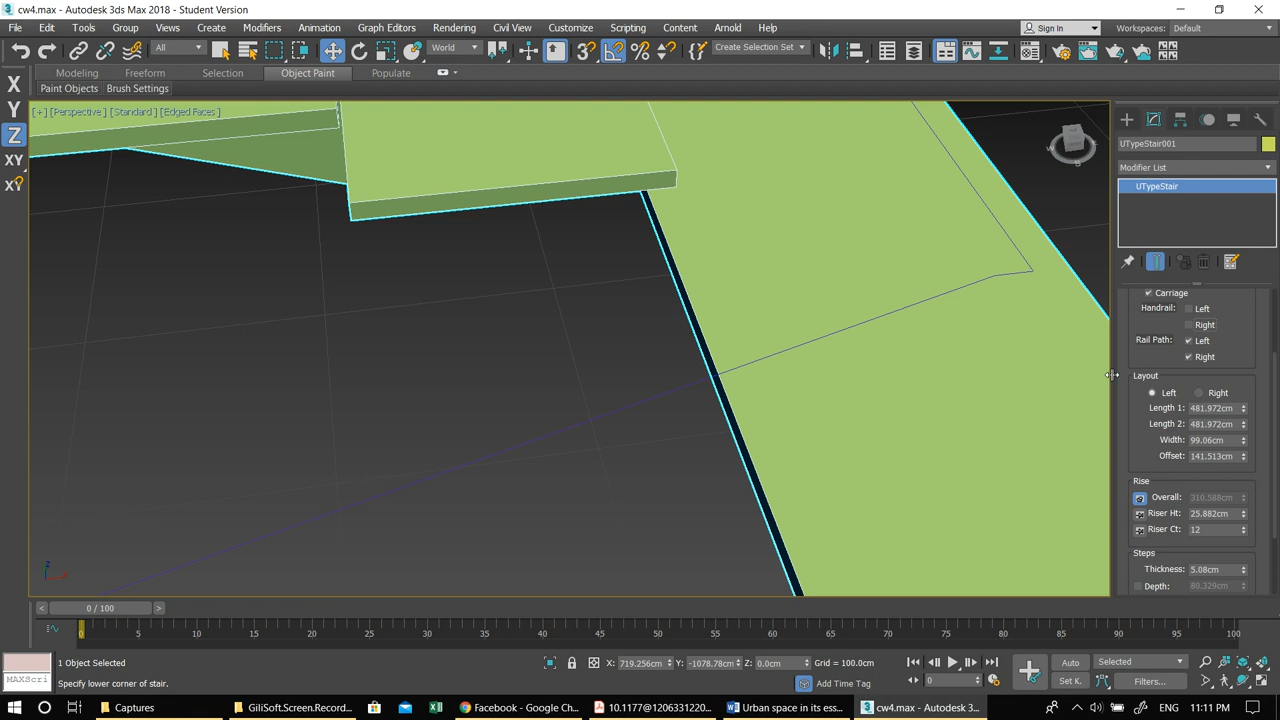 cw4.max - Autodesk 3ds Max 2018 - Student Version
File Edit Tools Group Views Create Modifiers Animation Graph Editors Rendering Civil View Customize Scripting Content Arnold Help
Sign In Workspaces: Default
All World Create Selection Set
Modeling Freeform Selection Object Paint Populate
Paint Objects Brush Settings
X
Y
Z
XY
XY
[+] [Perspective ] [Standard ] [Edged Faces ]
UTypeStair001
Modifier List
UTypeStair
Carriage
Handrail: Left
Right
Rail Path: Left
Right
Layout
Left Right
Length 1: 481.972cm
Length 2: 481.972cm
Width: 99.06cm
Offset: 141.513cm
Rise
Overall: 310.588cm
Riser Ht: 25.882cm
Riser Ct: 12
Steps
Thickness: 5.08cm
Depth: 80.329cm
0 / 100
0 5 10 15 20 25 30 35 40 45 50 55 60 65 70 75 80 85 90 95 100
1 Object Selected
X: 719.256cm Y: -1078.78cm Z: 0.0cm Grid = 100.0cm
Auto Selected
MAXScri
Specify lower corner of stair.
Add Time Tag
0
Set K. Filters...
Captures
GiliSoft.Screen.Record...
Facebook - Google Ch...
10.1177@1206331220...
Urban space in its ess...
cw4.max - Autodesk 3...
11:11 PM